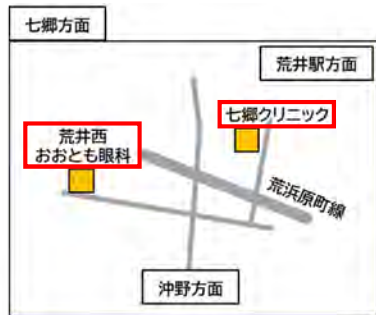 七郷方面
荒井駅方面
七郷クリニック
荒井西
おおとも眼科
荒浜原町線
沖野方面